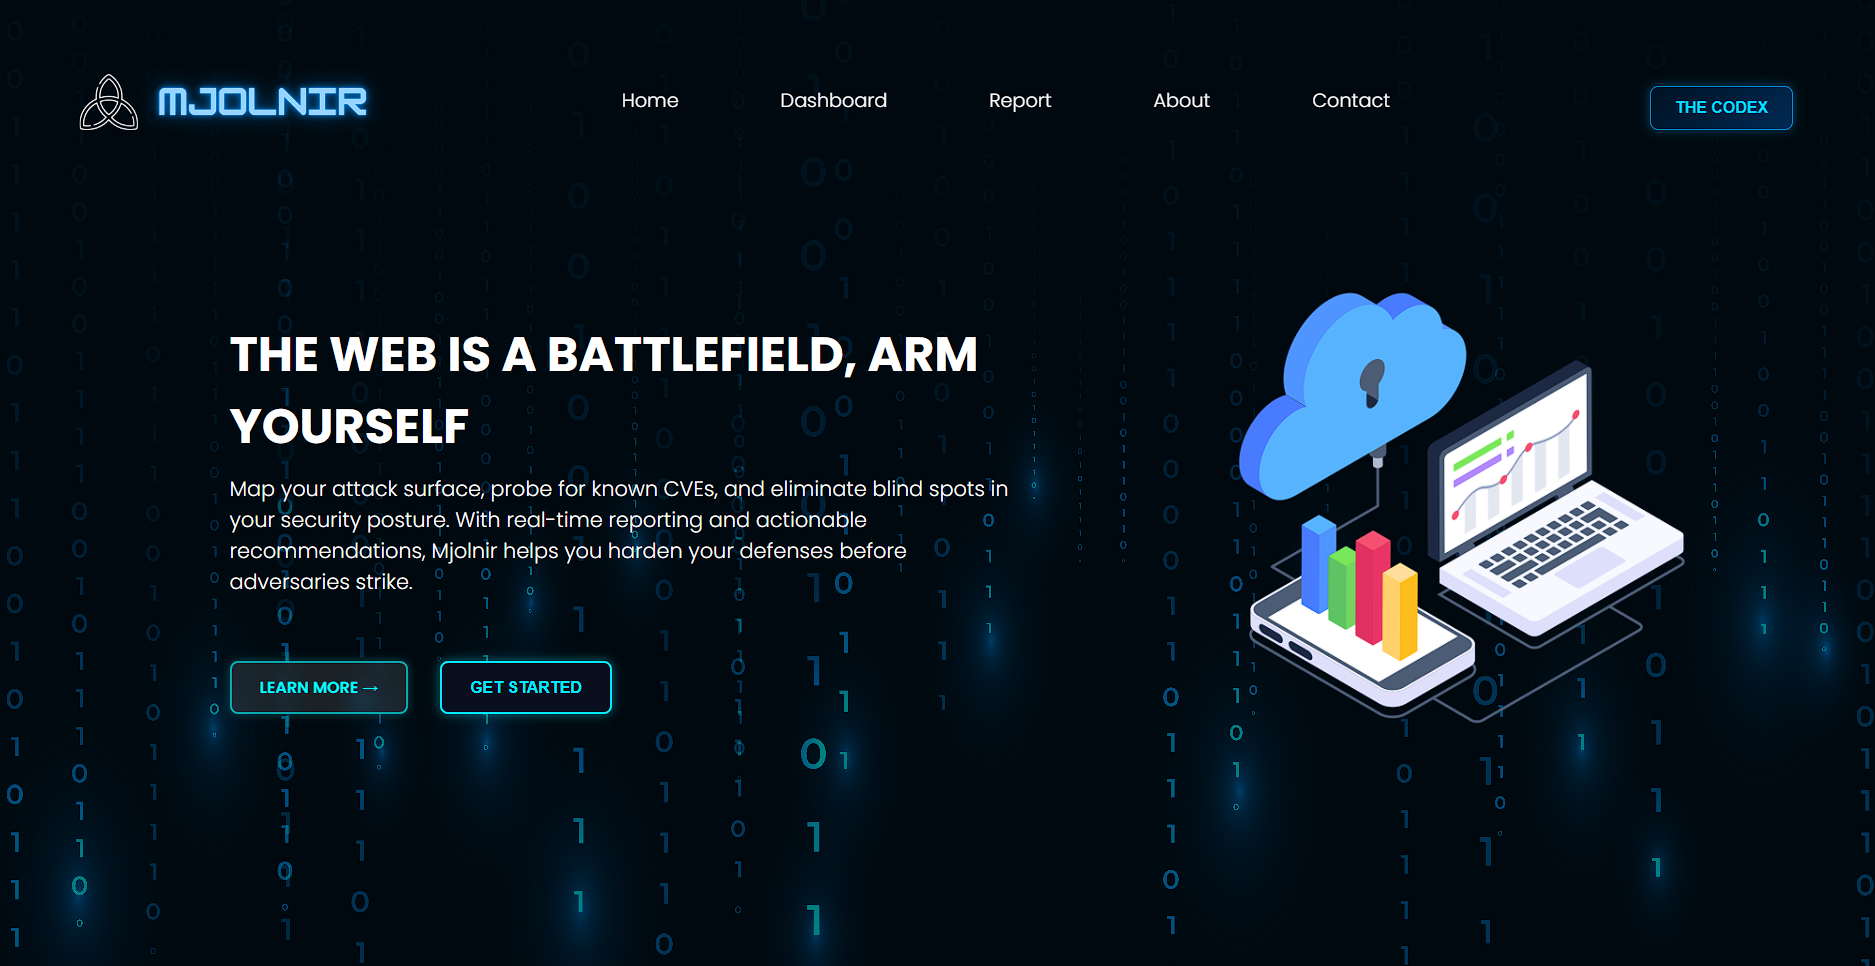 MJOLNIR
Home
Dashboard
Report
About
Contact
THE CODEX
THE WEB IS A BATTLEFIELD, ARM
YOURSELF
Map your attack surface, probe for known CVEs, and eliminate blind spots in
your security posture. With real-time reporting and actionable
recommendations, Mjolnir helps you harden your defenses before
adversaries strike.
LEARN MORE →
GET STARTED